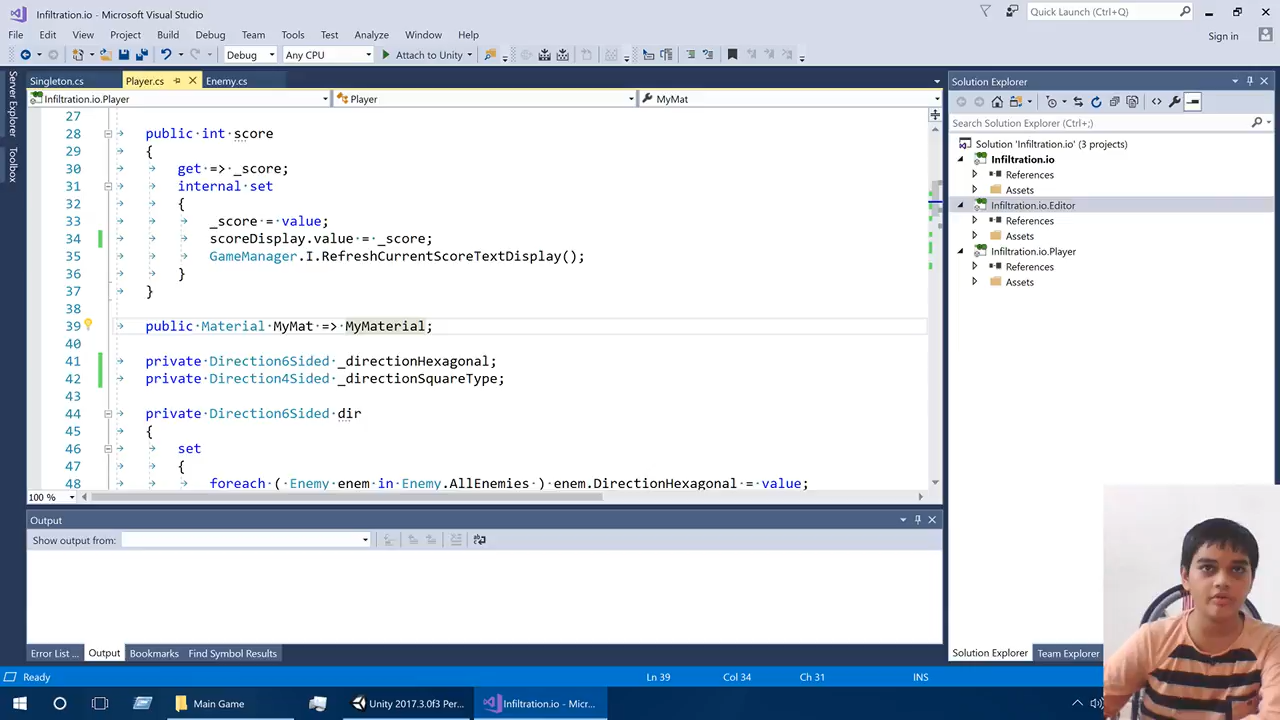 Infiltration.io - Microsoft Visual Studio
Quick Launch (Ctrl+Q)
File Edit View Project Build Debug Team Tools Test Analyze Window Help
Sign in
Debug Any CPU Attach to Unity
Server Explorer
Toolbox
Singleton.cs Player.cs Enemy.cs
Infiltration.io.Player Player MyMat
27
28 public int score
29 {
30 get => _score;
31 internal set
32 {
33 _score = value;
34 scoreDisplay.value = _score;
35 GameManager.I.RefreshCurrentScoreTextDisplay();
36 }
37 }
38
39 public Material MyMat => MyMaterial;
40
41 private Direction6Sided _directionHexagonal;
42 private Direction4Sided _directionSquareType;
43
44 private Direction6Sided dir
45 {
46 set
47 {
48 foreach ( Enemy enem in Enemy.AllEnemies ) enem.DirectionHexagonal = value;
100 %
Output
Show output from:
Error List ... Output Bookmarks Find Symbol Results
Solution Explorer
Search Solution Explorer (Ctrl+;)
Solution 'Infiltration.io' (3 projects)
Infiltration.io
References
Assets
Infiltration.io.Editor
References
Assets
Infiltration.io.Player
References
Assets
Solution Explorer Team Explorer
Ready Ln 39 Col 34 Ch 31 INS
Main Game Unity 2017.3.0f3 Per... Infiltration.io - Micr...